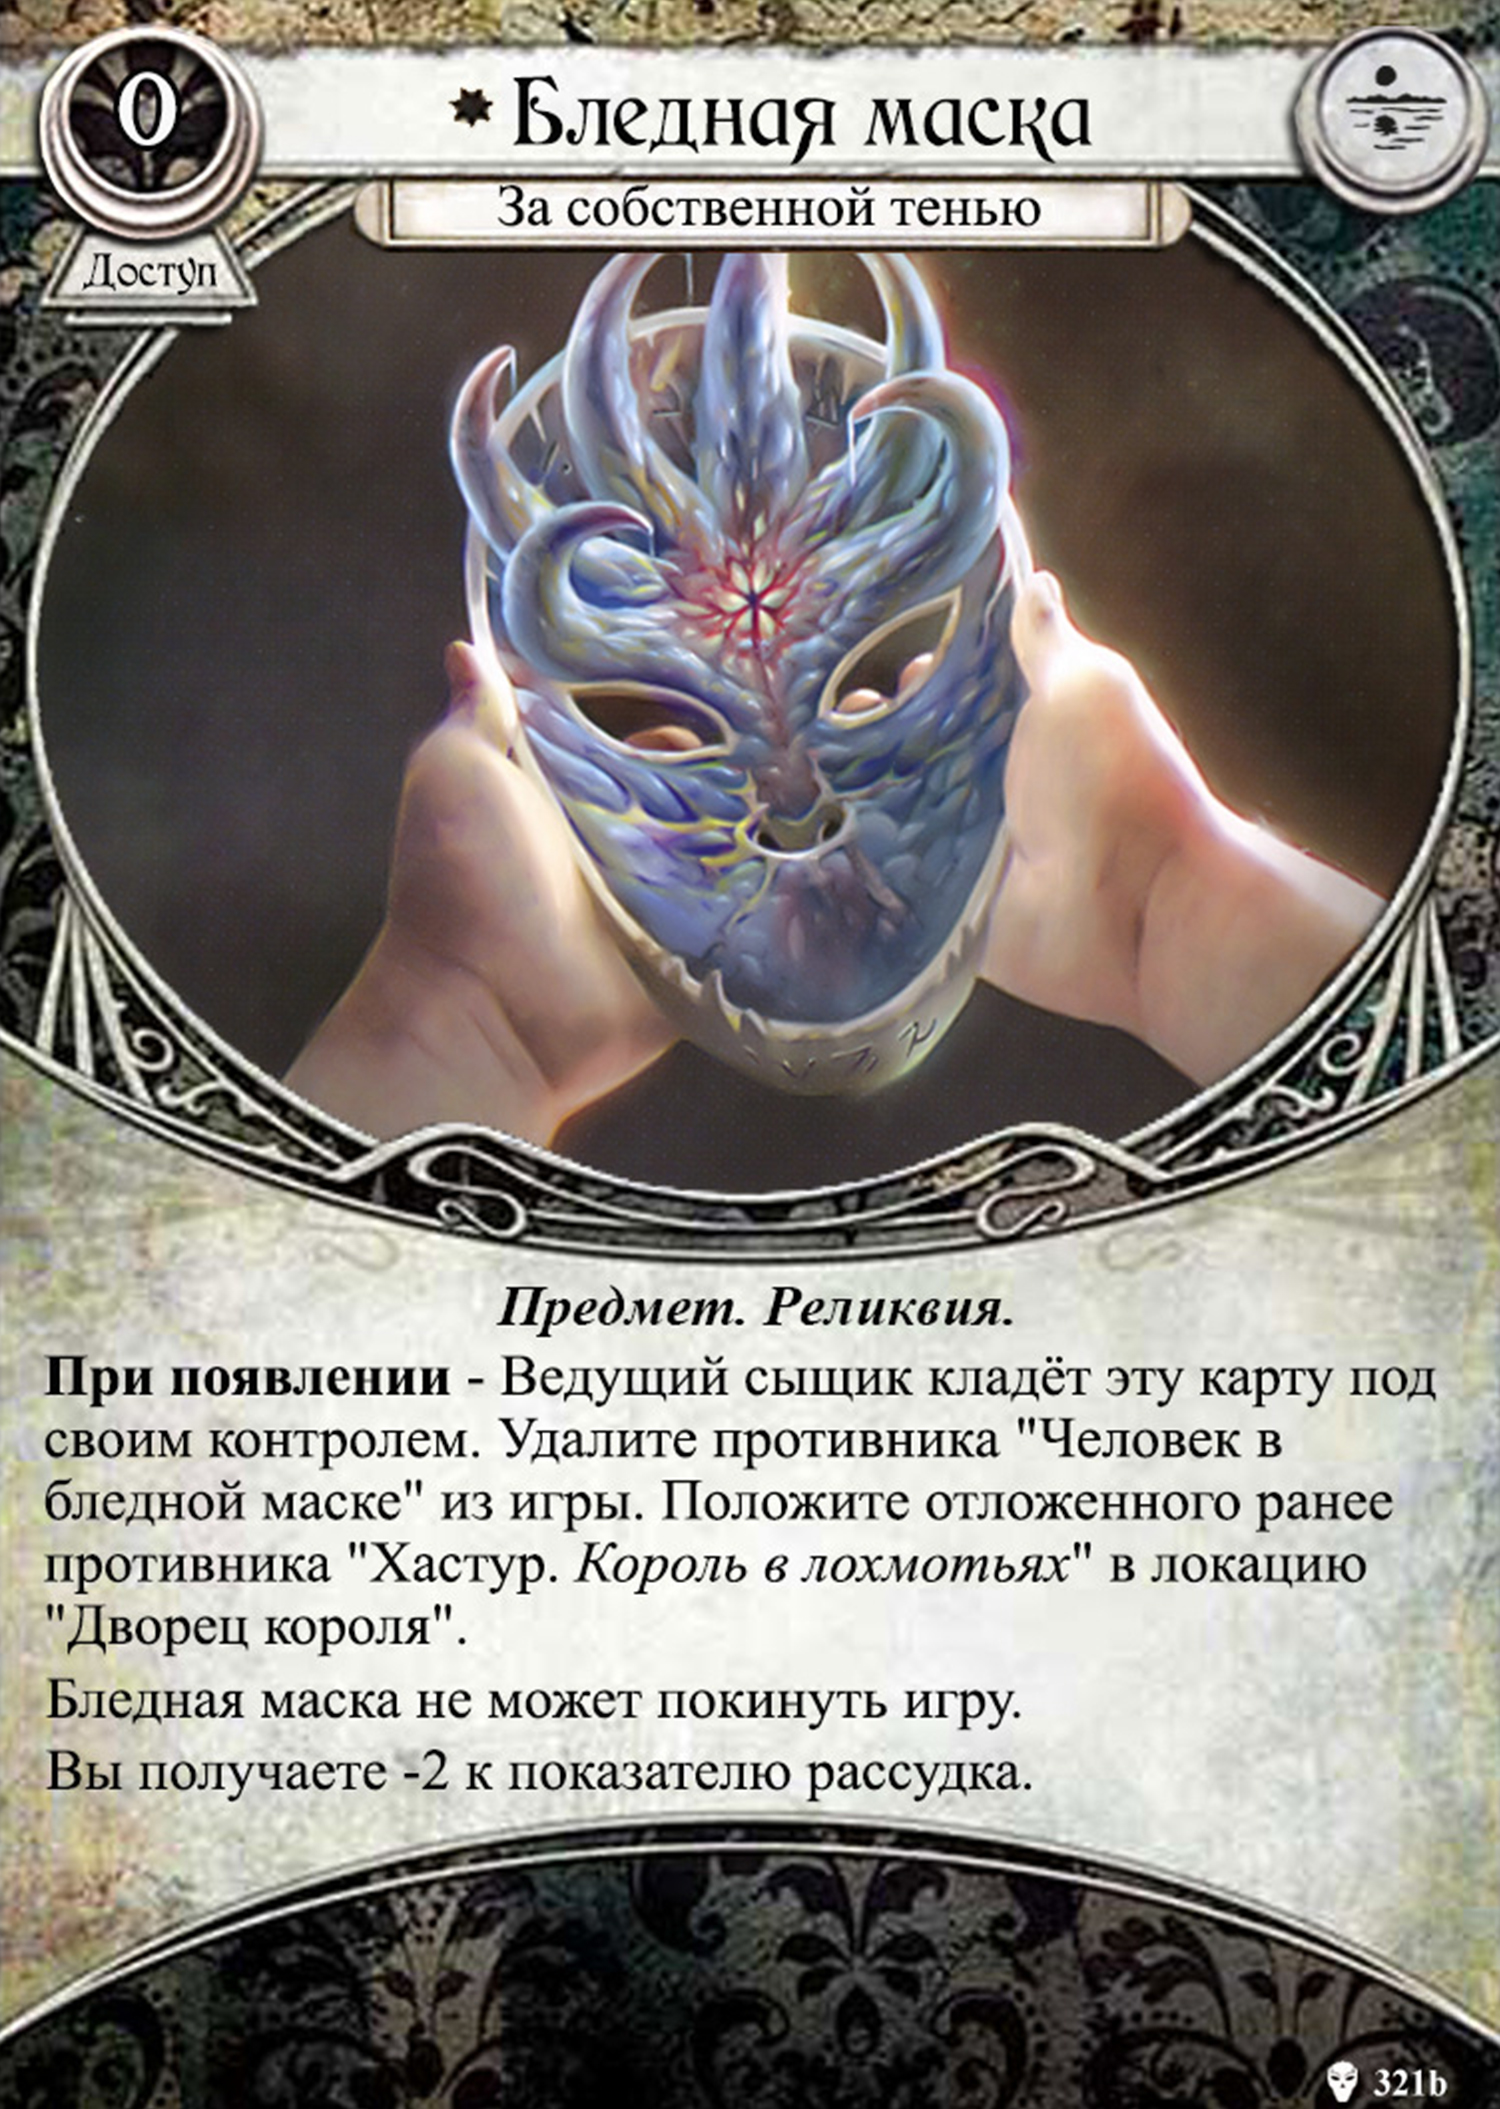 0
Бледная маска
За собственной тенью
Доступ
Предмет. Реликвия.
При появлении - Ведущий сыщик кладёт эту карту под
своим контролем. Удалите противника "Человек в
бледной маске" из игры. Положите отложенного ранее
противника "Хастур. Король в лохмотьях" в локацию
"Дворец короля".
Бледная маска не может покинуть игру.
Вы получаете -2 к показателю рассудка.
321b